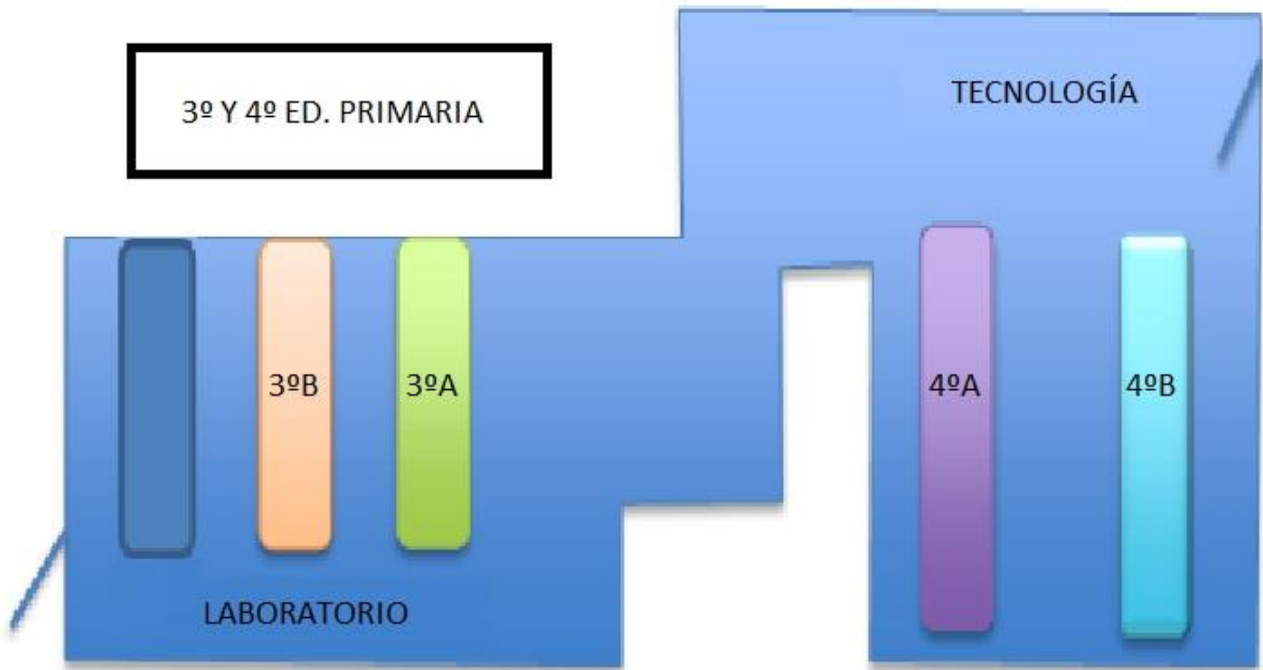 3º Y 4º ED. PRIMARIA
TECNOLOGÍA
3ºB
3ºA
4ºA
4ºB
LABORATORIO